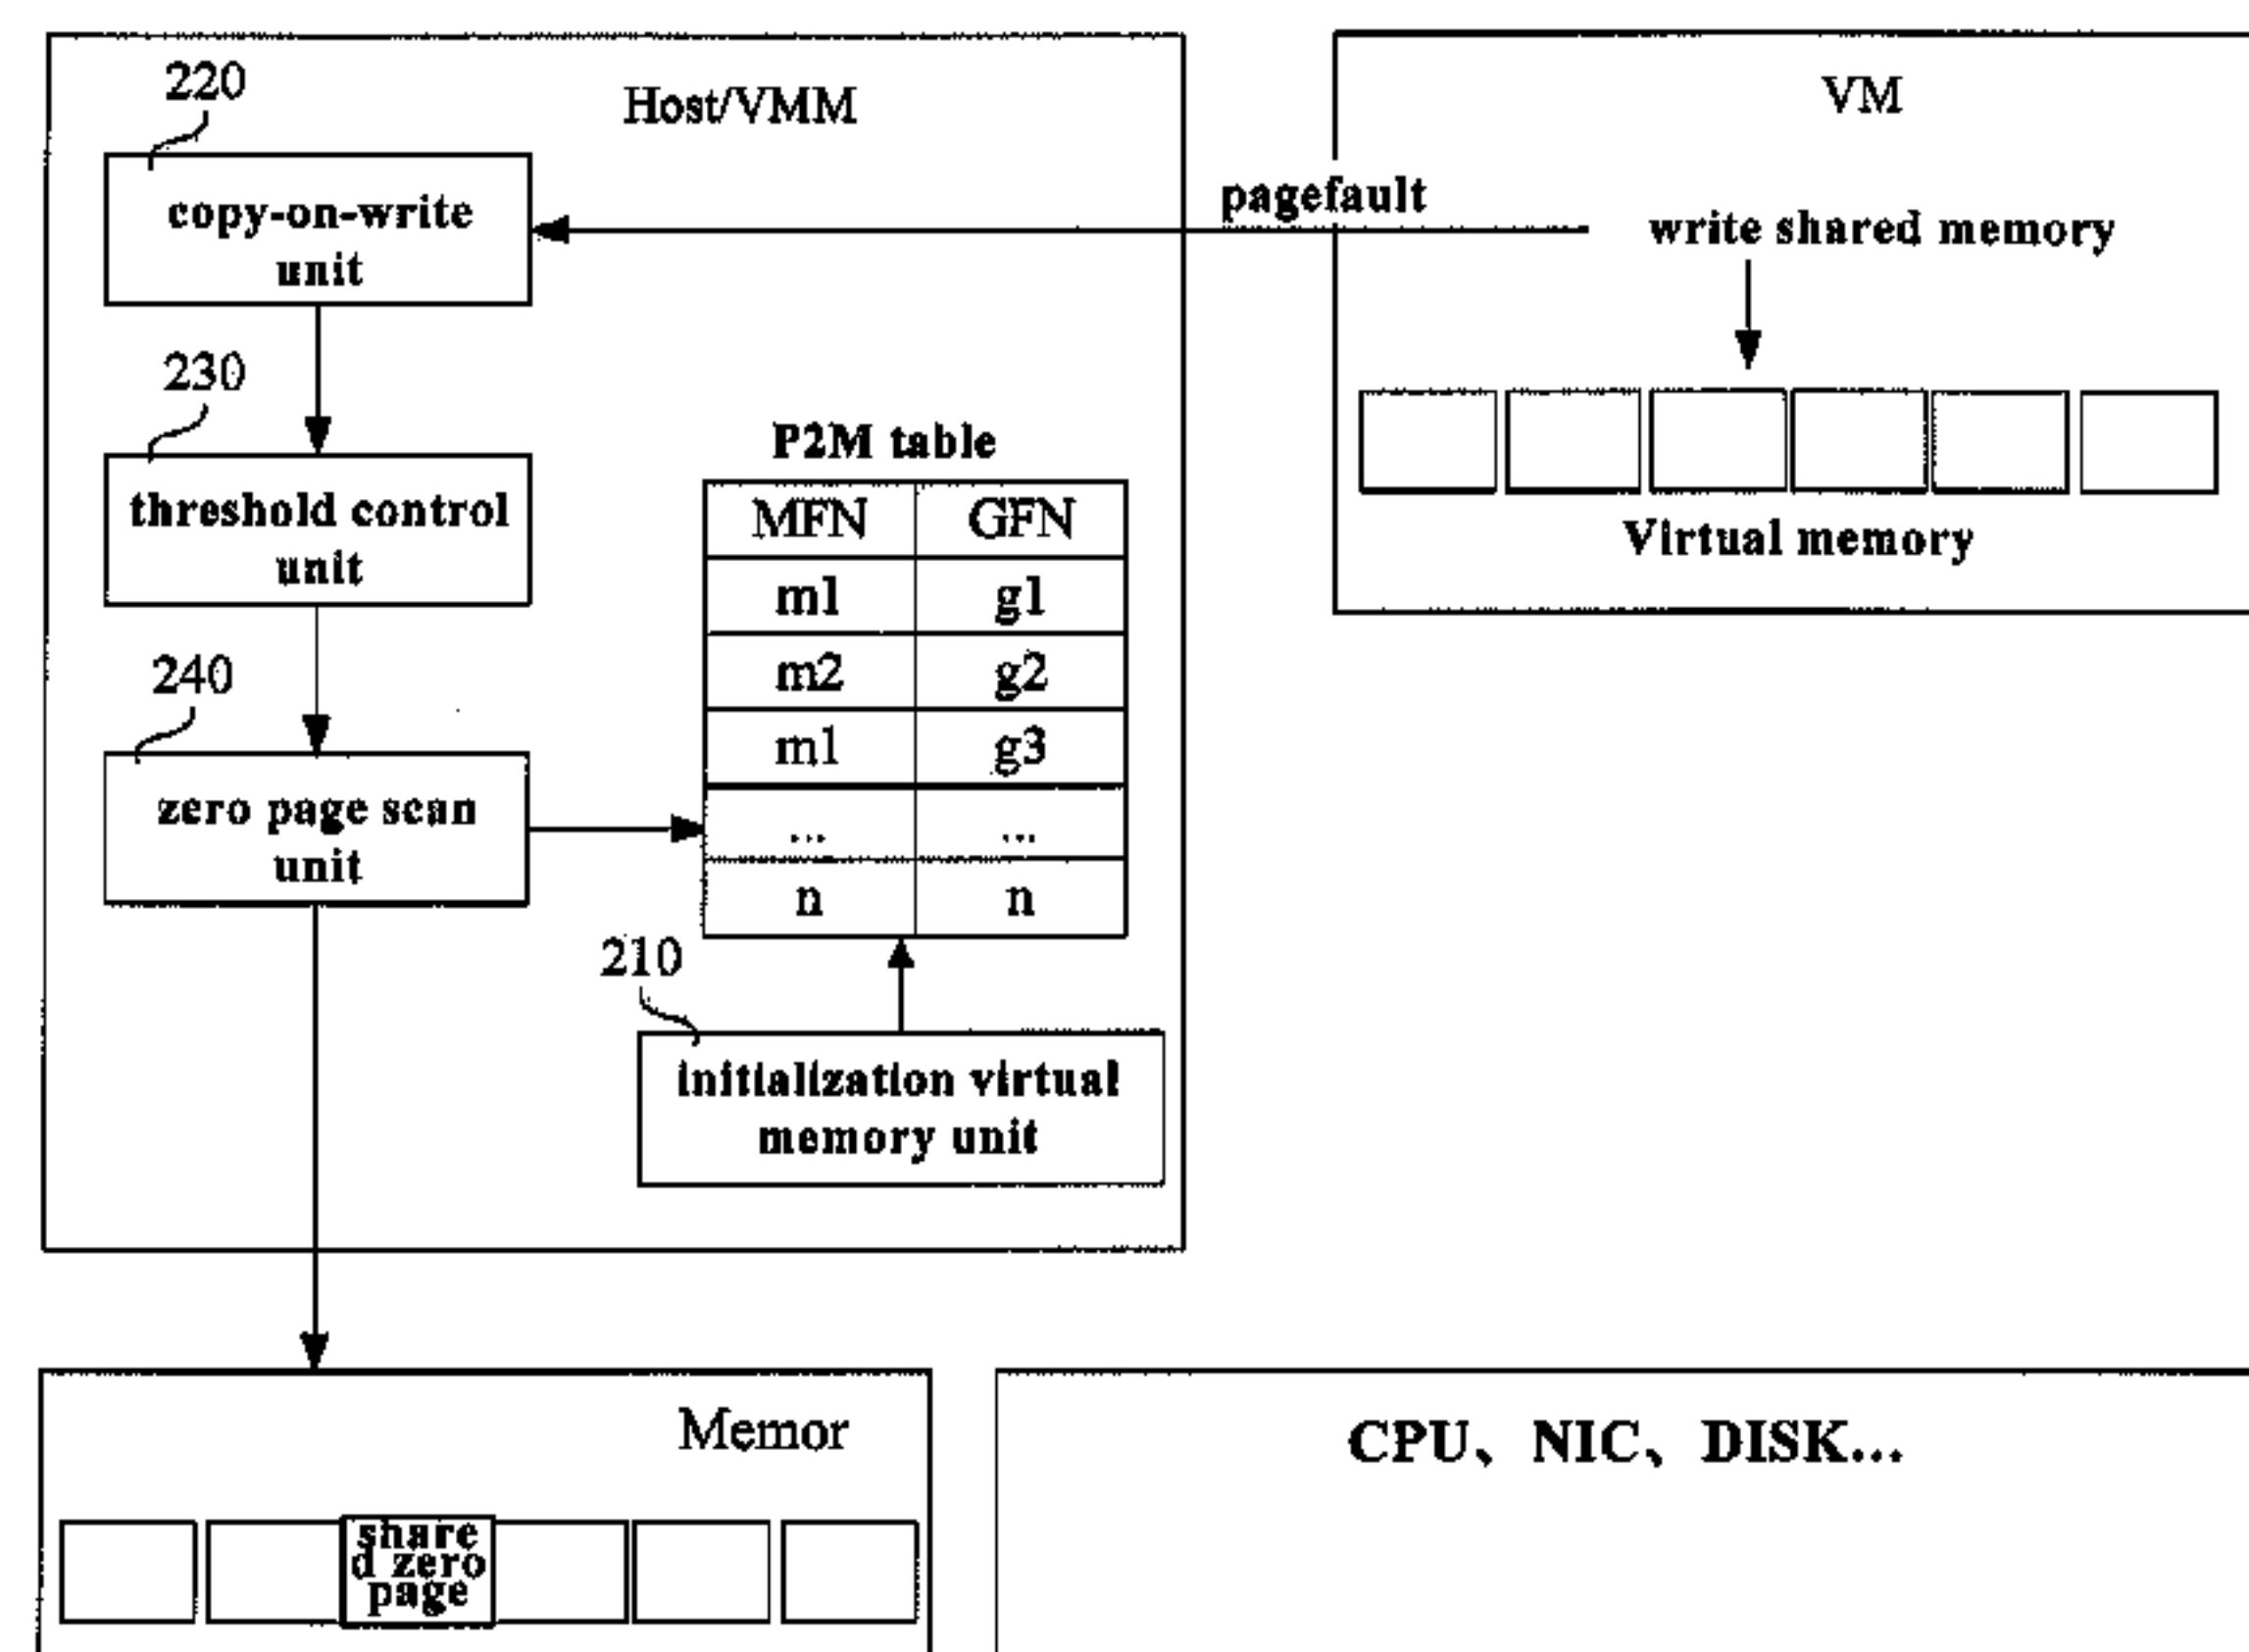 220
Host/VMM
copy-on-write
unit
230
threshold control
unit
240
zero page scan
unit
P2M table
MFN GFN
m1 g1
m2 g2
m1 g3
... ...
n n
210
initialization virtual
memory unit
pagefault
VM
write shared memory
Virtual memory
Memor
share
d zero
page
CPU、NIC、DISK...